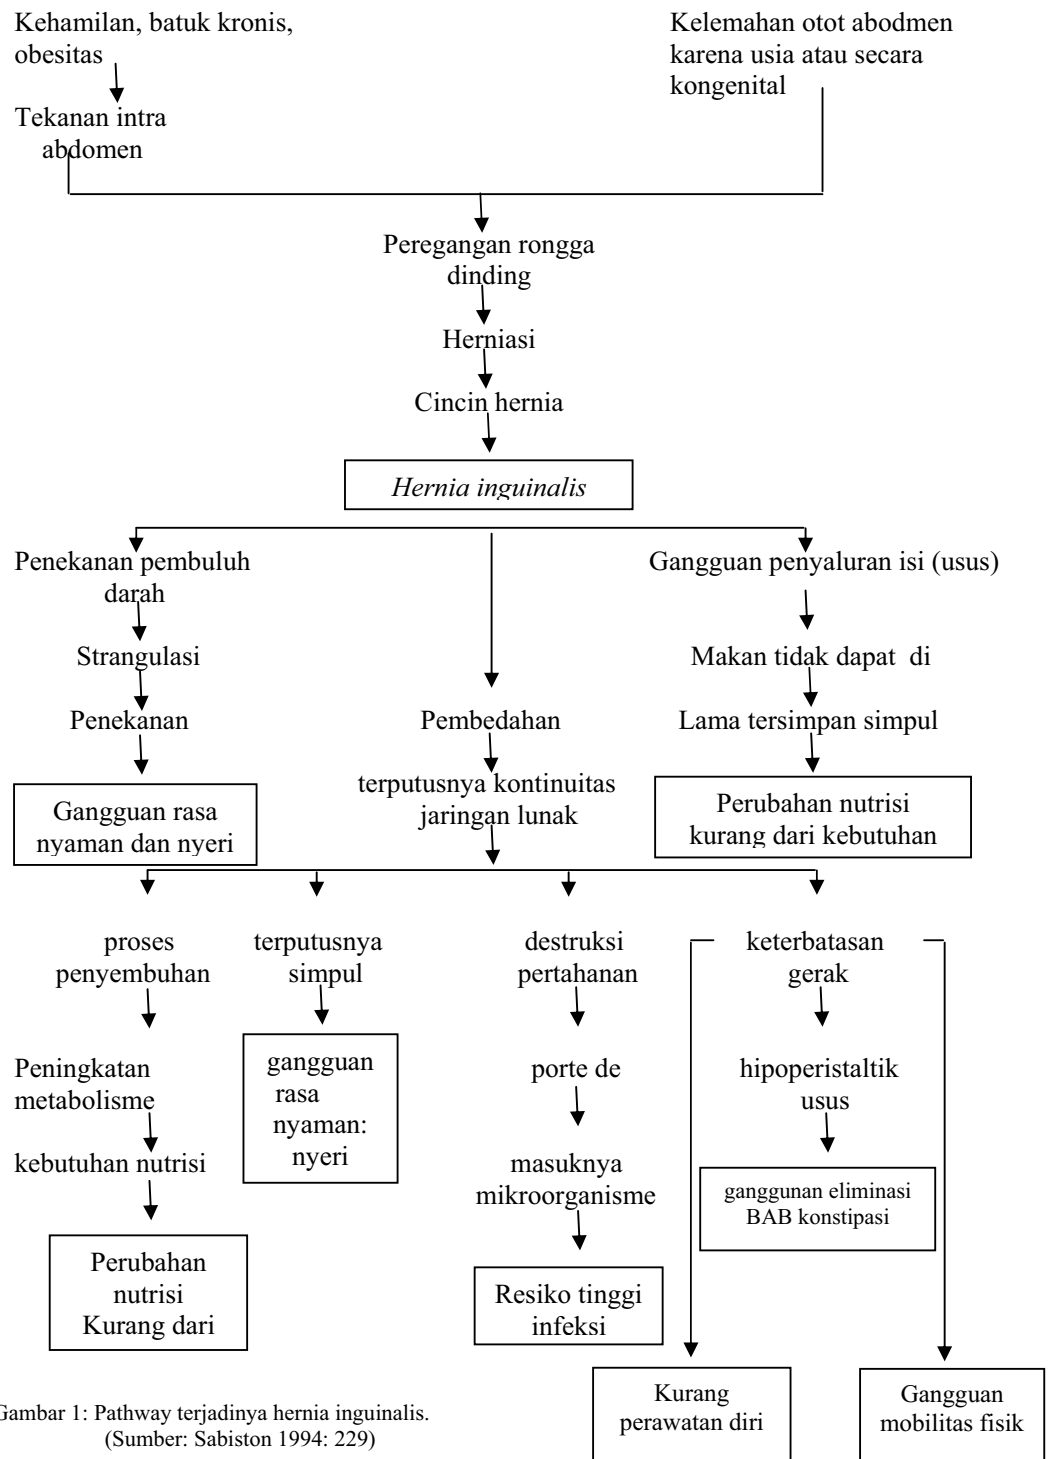 Kehamilan, batuk kronis,
obesitas
Kelemahan otot abodmen
karena usia atau secara
kongenital
Tekanan intra
abdomen
Peregangan rongga
dinding
Herniasi
Cincin hernia
Hernia inguinalis
Penekanan pembuluh
darah
Gangguan penyaluran isi (usus)
Strangulasi
Makan tidak dapat di
Penekanan
Pembedahan
Lama tersimpan simpul
Gangguan rasa
nyaman dan nyeri
terputusnya kontinuitas
jaringan lunak
Perubahan nutrisi
kurang dari kebutuhan
proses
penyembuhan
terputusnya
simpul
destruksi
pertahanan
keterbatasan
gerak
Peningkatan
metabolisme
gangguan
rasa
nyaman:
nyeri
porte de
hipoperistaltik
usus
kebutuhan nutrisi
masuknya
mikroorganisme
ganggunan eliminasi
BAB konstipasi
Perubahan
nutrisi
Kurang dari
Resiko tinggi
infeksi
Kurang
perawatan diri
Gangguan
mobilitas fisik
Gambar 1: Pathway terjadinya hernia inguinalis.
(Sumber: Sabiston 1994: 229)